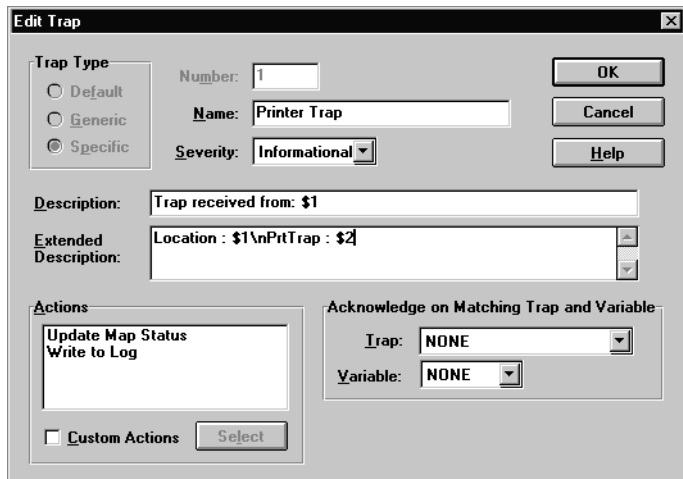 Edit Trap
Trap Type
Default
Generic
Specific
Number: 1
Name: Printer Trap
Severity: Informational
OK
Cancel
Help
Description: Trap received from: $1
Extended Description: Location : $1\nPrtTrap : $2
Actions
Update Map Status
Write to Log
Custom Actions Select
Acknowledge on Matching Trap and Variable
Trap: NONE
Variable: NONE